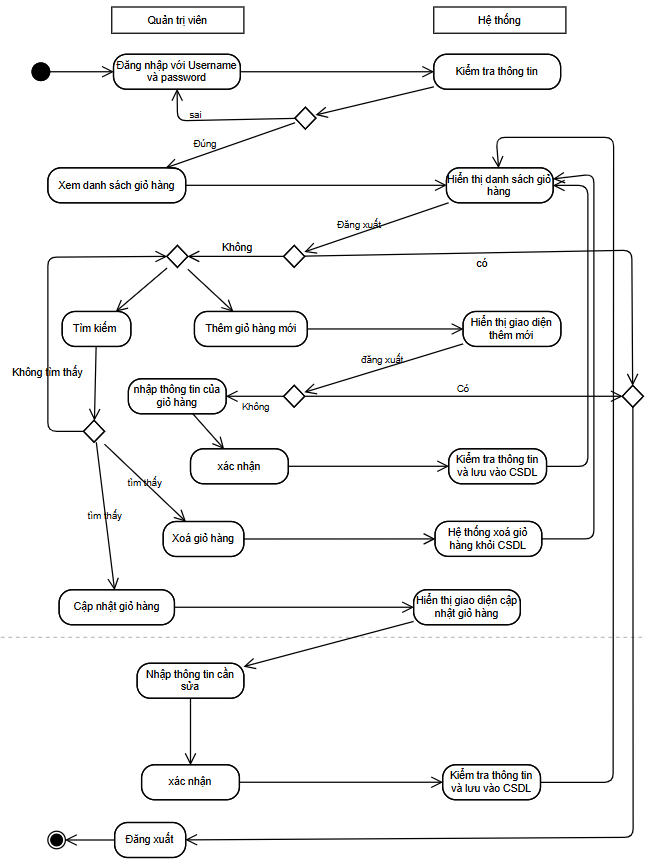 Quản trị viên
Hệ thống
Đăng nhập với Username
và password
Kiểm tra thông tin
sai
Đúng
Xem danh sách giỏ hàng
Hiển thị danh sách giỏ
hàng
Đăng xuất
Không
có
Tìm kiếm
Thêm giỏ hàng mới
Hiển thị giao diện
thêm mới
đăng xuất
Không tìm thấy
nhập thông tin của
giỏ hàng
Không
Có
xác nhận
Kiểm tra thông tin
và lưu vào CSDL
tìm thấy
tìm thấy
Xoá giỏ hàng
Hệ thống xoá giỏ
hàng khỏi CSDL
Cập nhật giỏ hàng
Hiển thị giao diện cập
nhật giỏ hàng
Nhập thông tin cần
sửa
xác nhận
Kiểm tra thông tin
và lưu vào CSDL
Đăng xuất